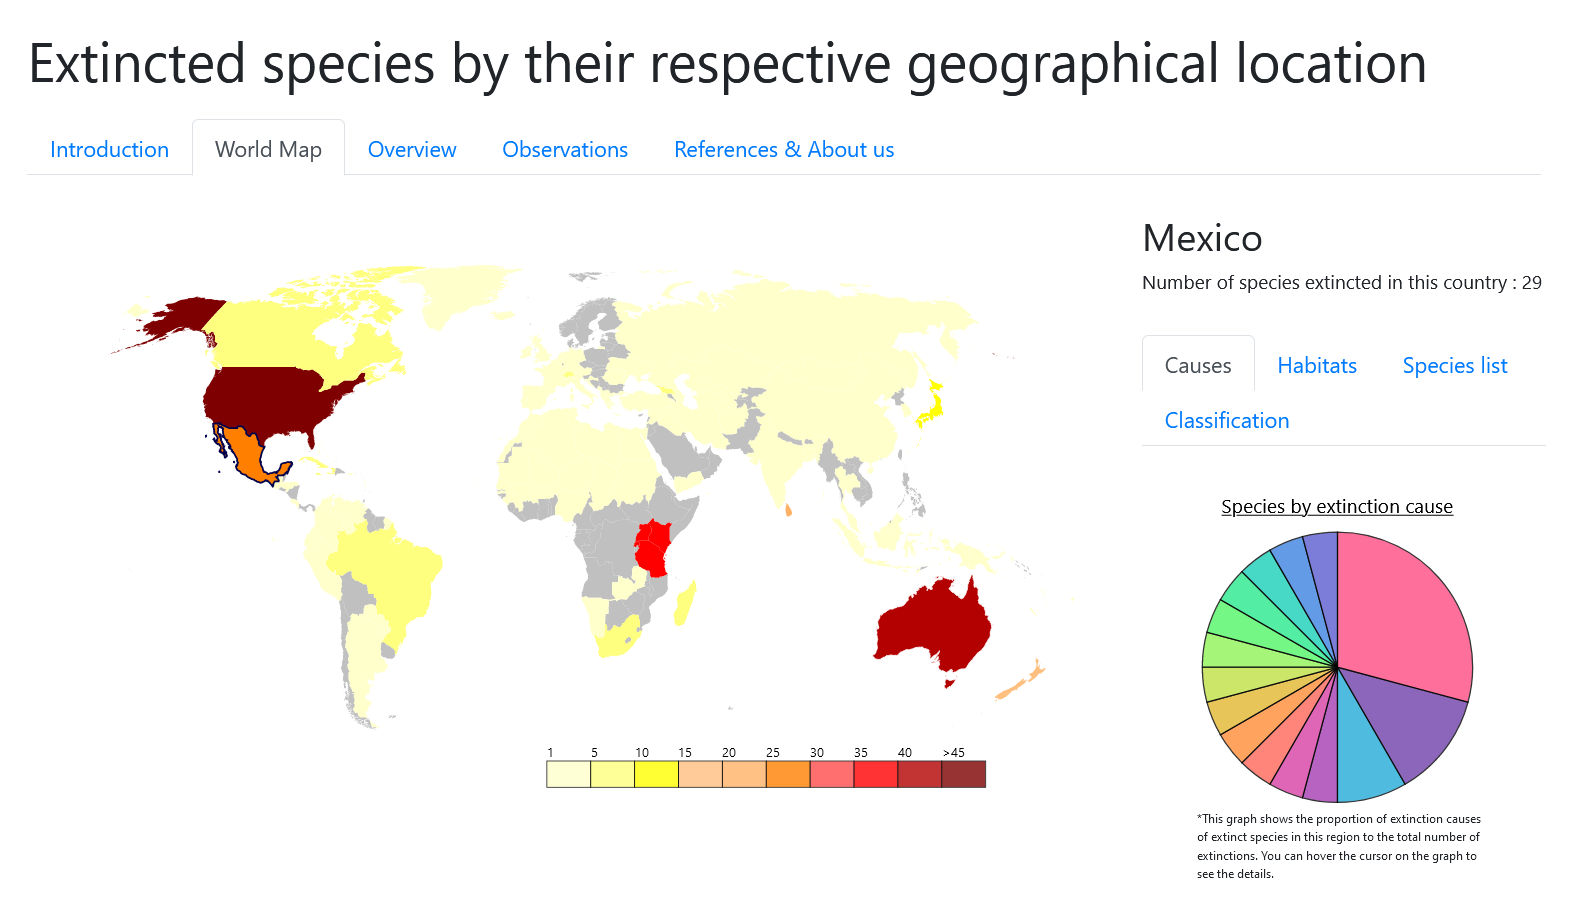 Extincted species by their respective geographical location
Introduction
World Map
Overview
Observations
References & About us
Mexico
Number of species extincted in this country : 29
Causes
Habitats
Species list
Classification
Species by extinction cause
1 5 10 15 20 25 30 35 40 >45
*This graph shows the proportion of extinction causes
of extinct species in this region to the total number of
extinctions. You can hover the cursor on the graph to
see the details.